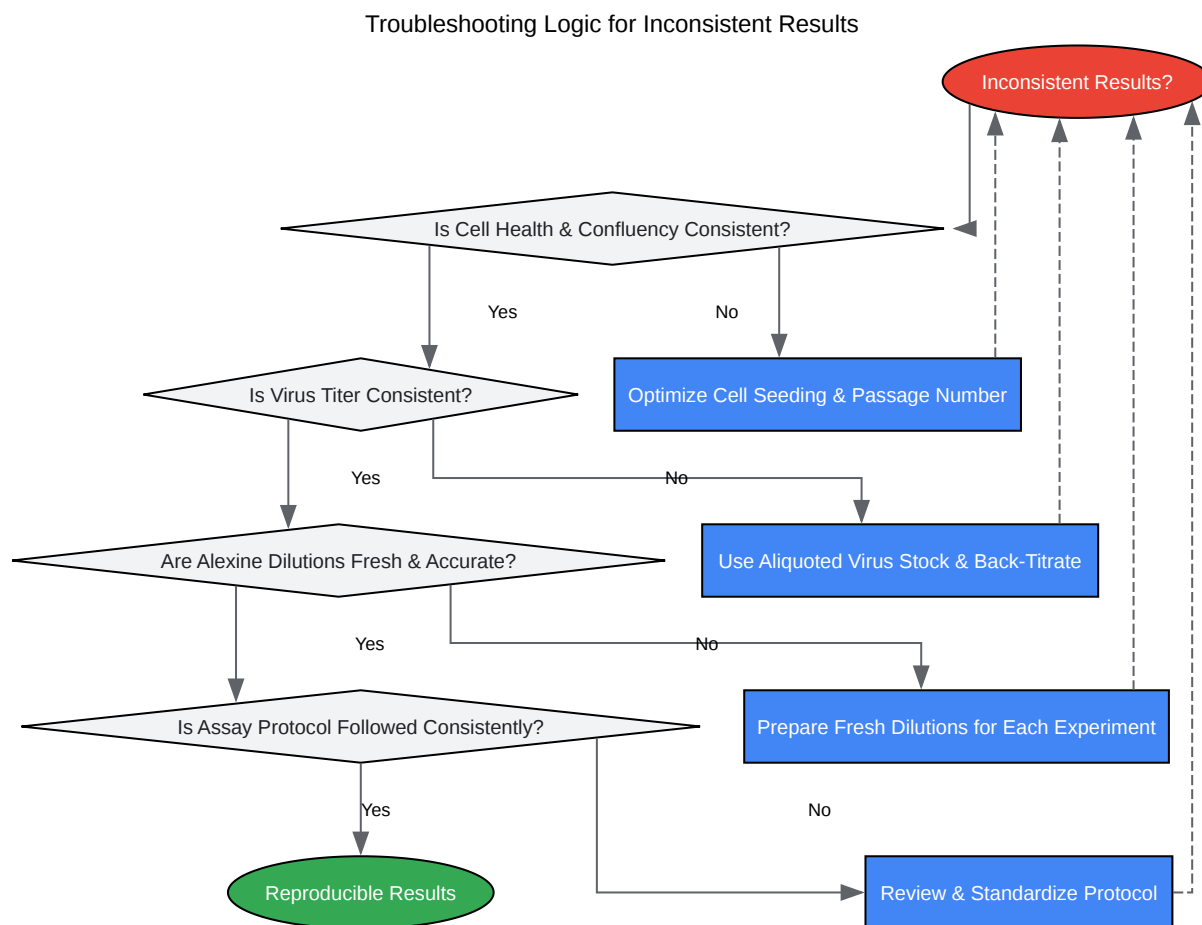 Troubleshooting Logic for Inconsistent Results
Inconsistent Results?
Is Cell Health & Confluency Consistent?
Yes
No
Is Virus Titer Consistent?
Optimize Cell Seeding & Passage Number
Yes
No
Are Alexine Dilutions Fresh & Accurate?
Use Aliquoted Virus Stock & Back-Titrate
Yes
No
Is Assay Protocol Followed Consistently?
Prepare Fresh Dilutions for Each Experiment
Yes
No
Reproducible Results
Review & Standardize Protocol